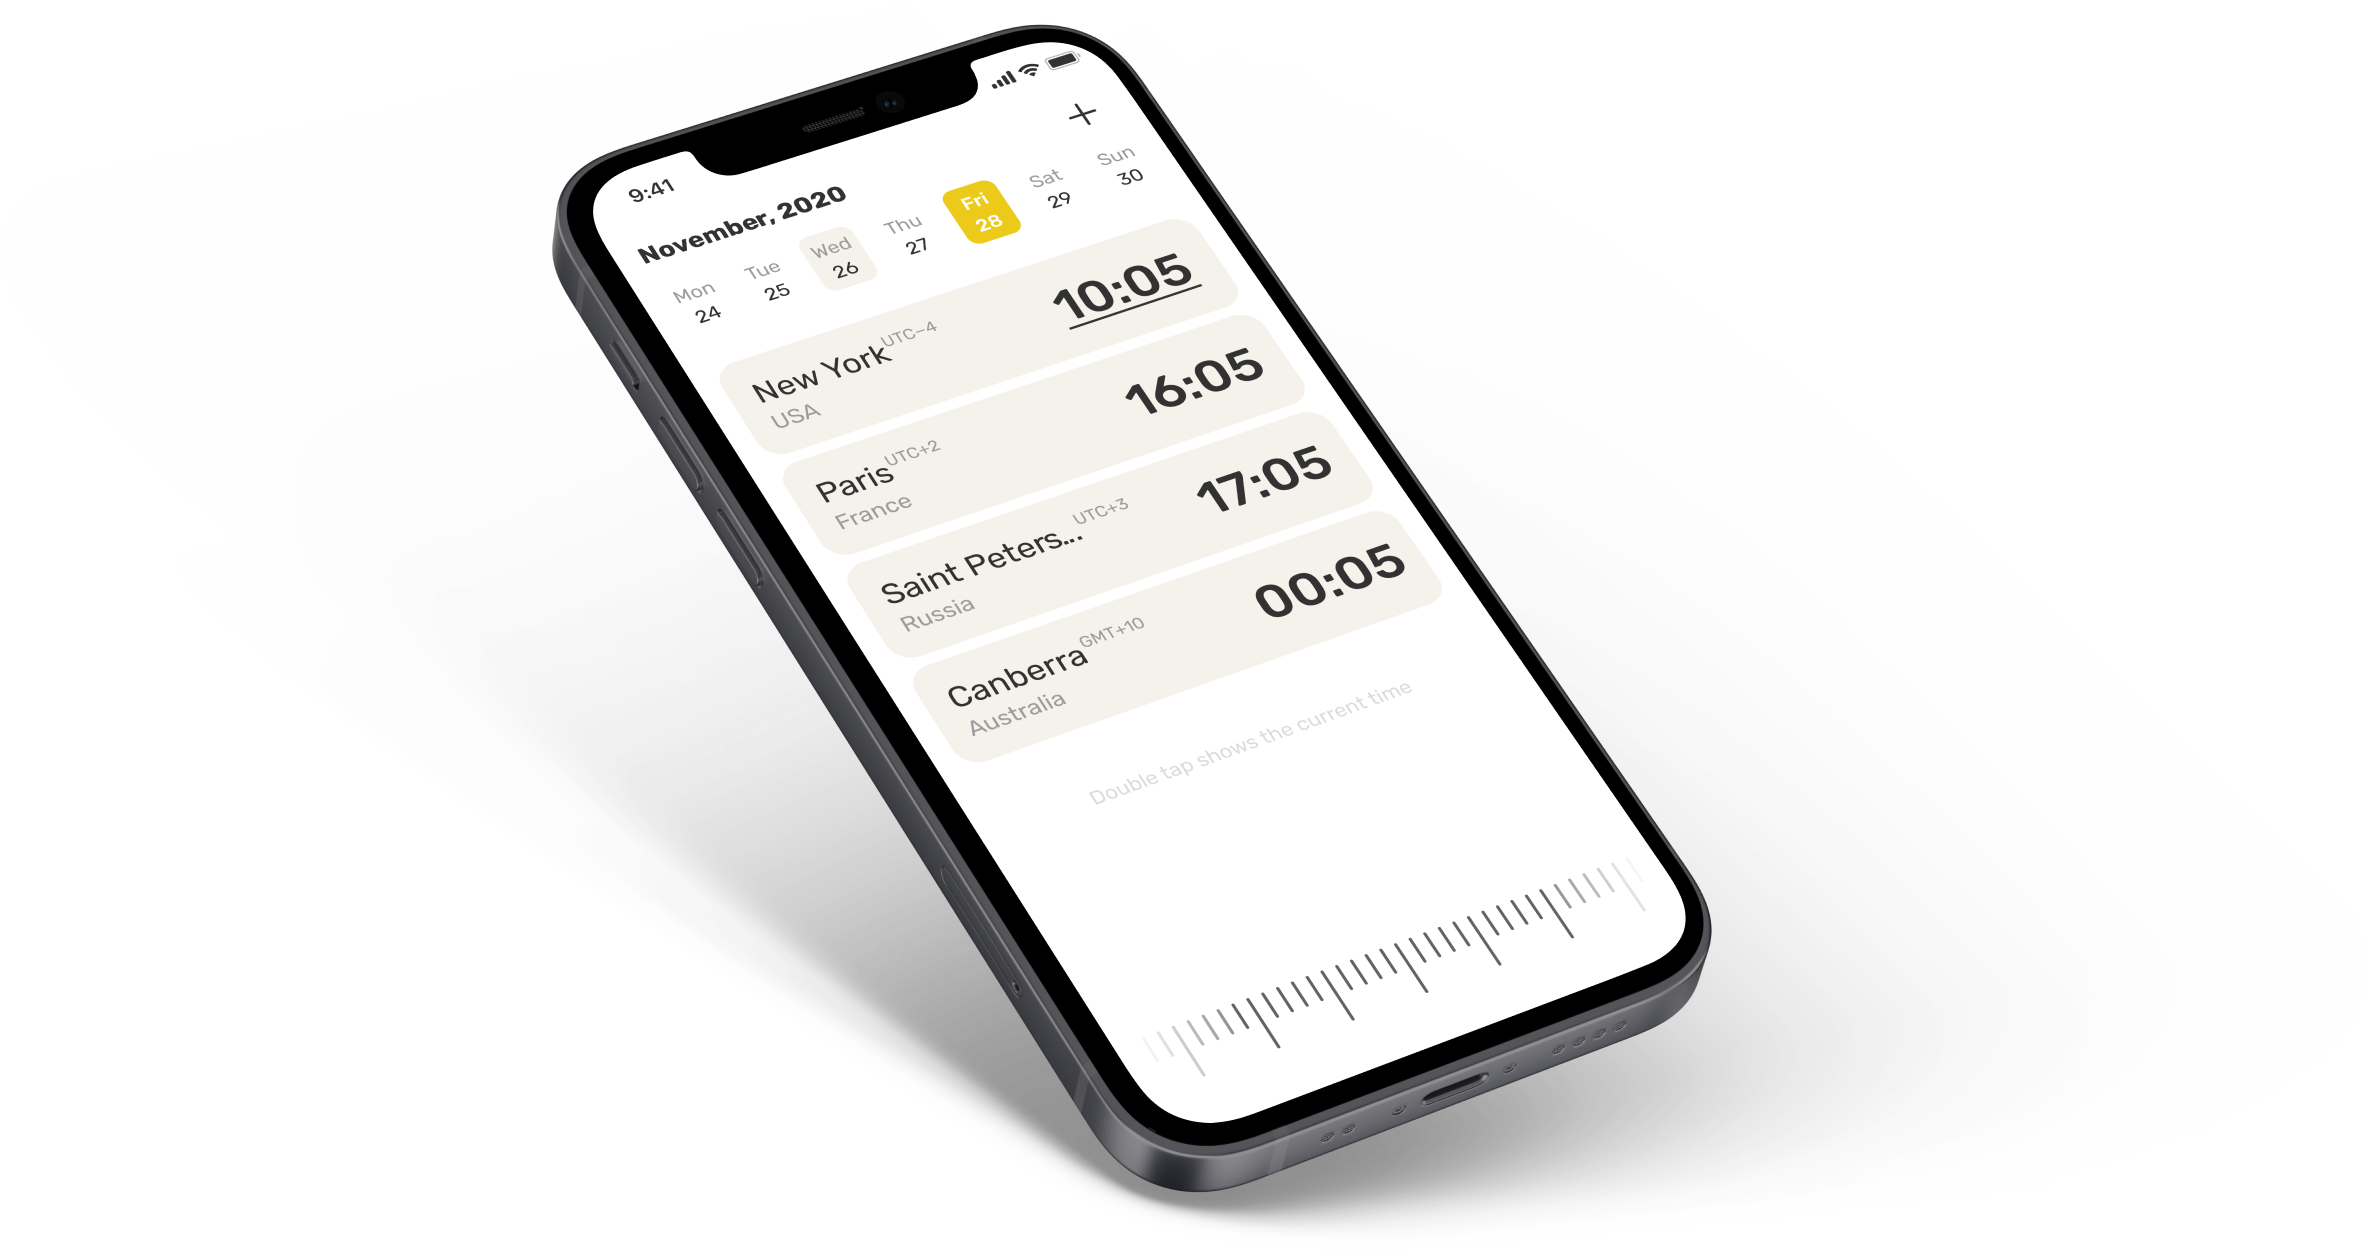 9:41
November, 2020
Mon Tue Wed Thu Fri Sat Sun
24 25 26 27 28 29 30
New York UTC−4 10:05
USA
Paris UTC+2 16:05
France
Saint Peters... UTC+3 17:05
Russia
Canberra GMT+10 00:05
Australia
Double tap shows the current time